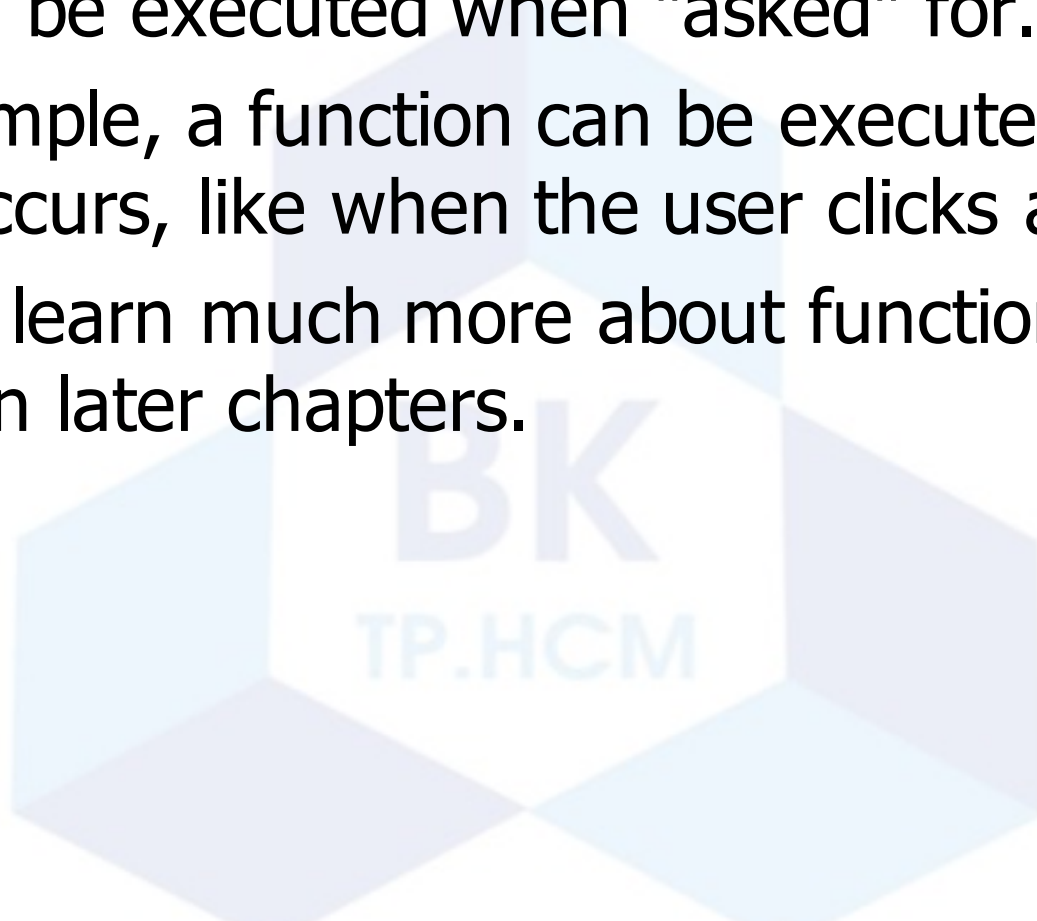 be executed when "asked" for.
mple, a function can be execute
ccurs, like when the user clicks a
learn much more about functio
n later chapters.
BK
TP.HCM